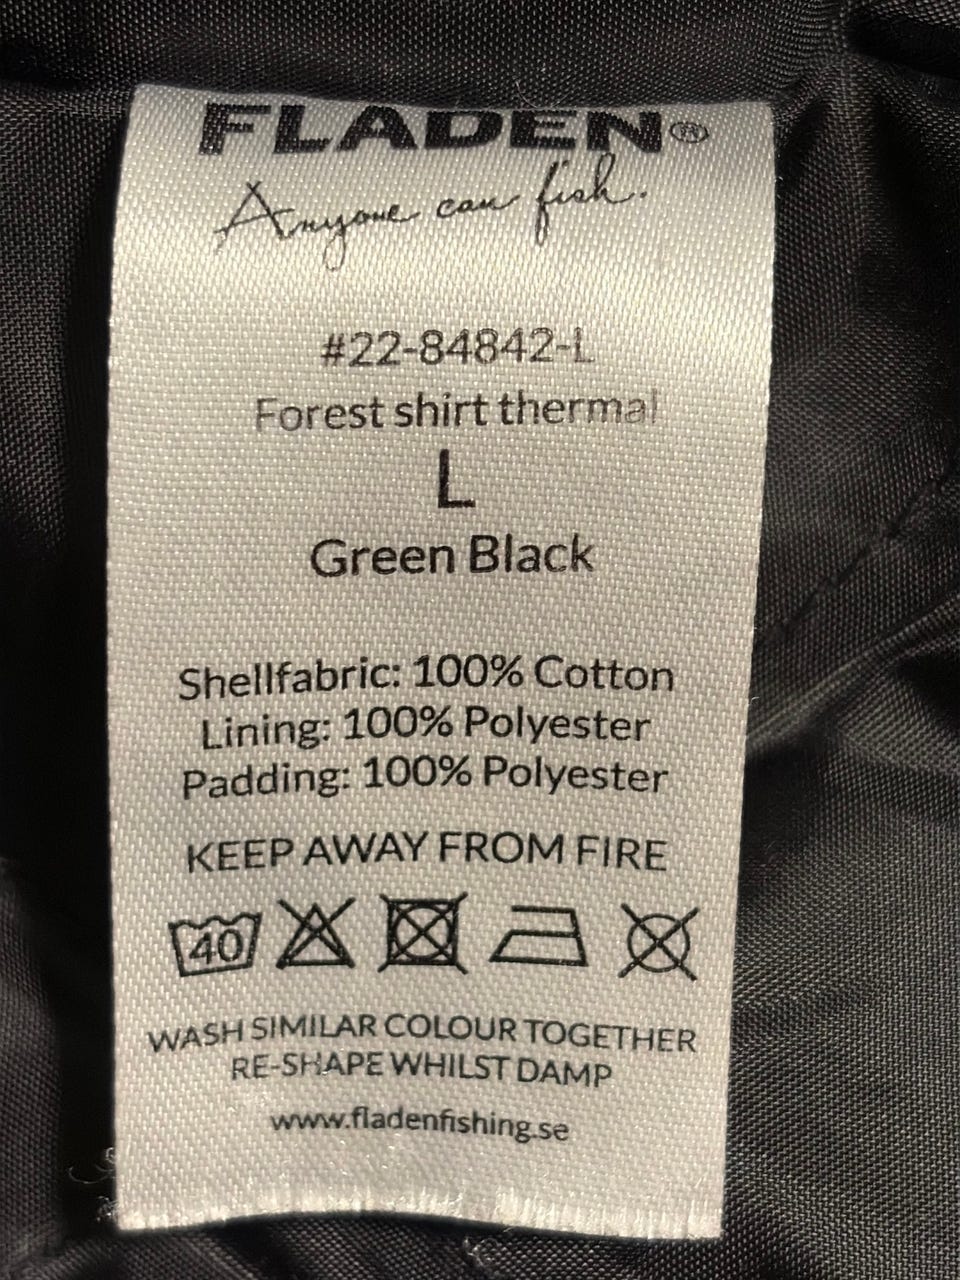 FLADEN®
Anyone can fish.
#22-84842-L
Forest shirt thermal
L
Green Black
Shellfabric: 100% Cotton
Lining: 100% Polyester
Padding: 100% Polyester
KEEP AWAY FROM FIRE
40
WASH SIMILAR COLOUR TOGETHER
RE-SHAPE WHILST DAMP
www.fladenfishing.se